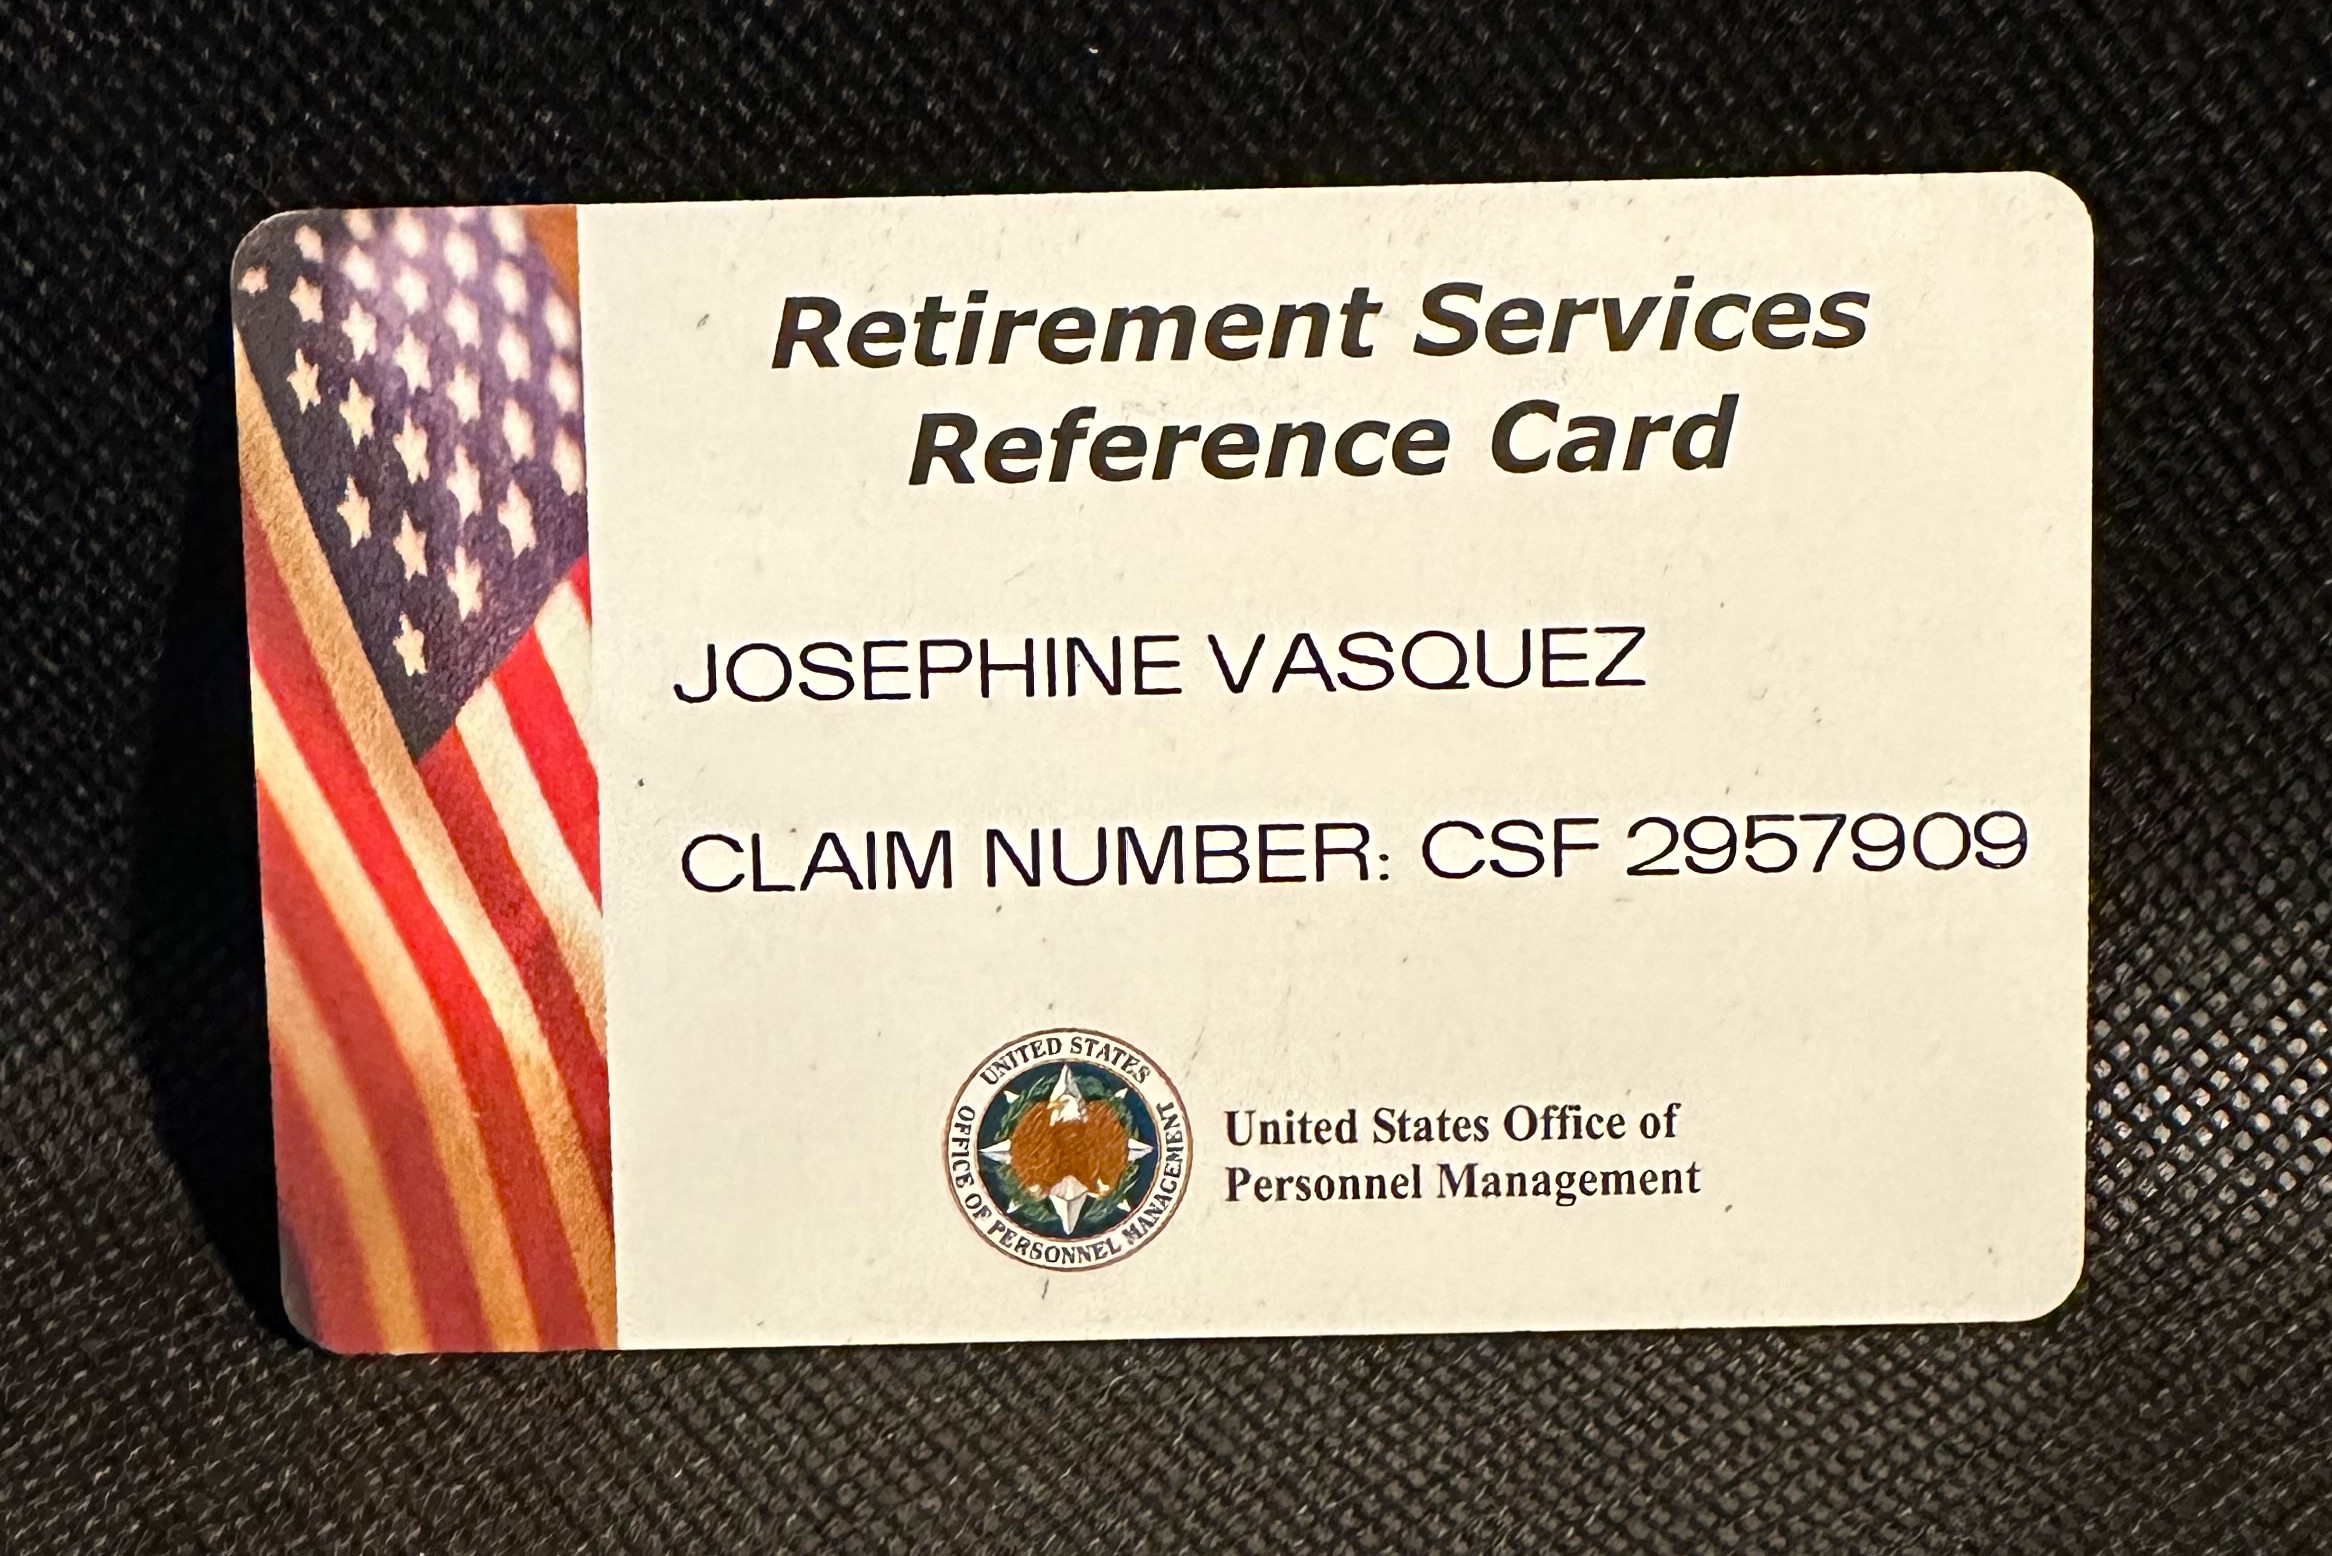 Retirement Services
Reference Card
JOSEPHINE VASQUEZ
CLAIM NUMBER: CSF 2957909
UNITED STATES
OFFICE OF PERSONNEL MANAGEMENT
United States Office of
Personnel Management